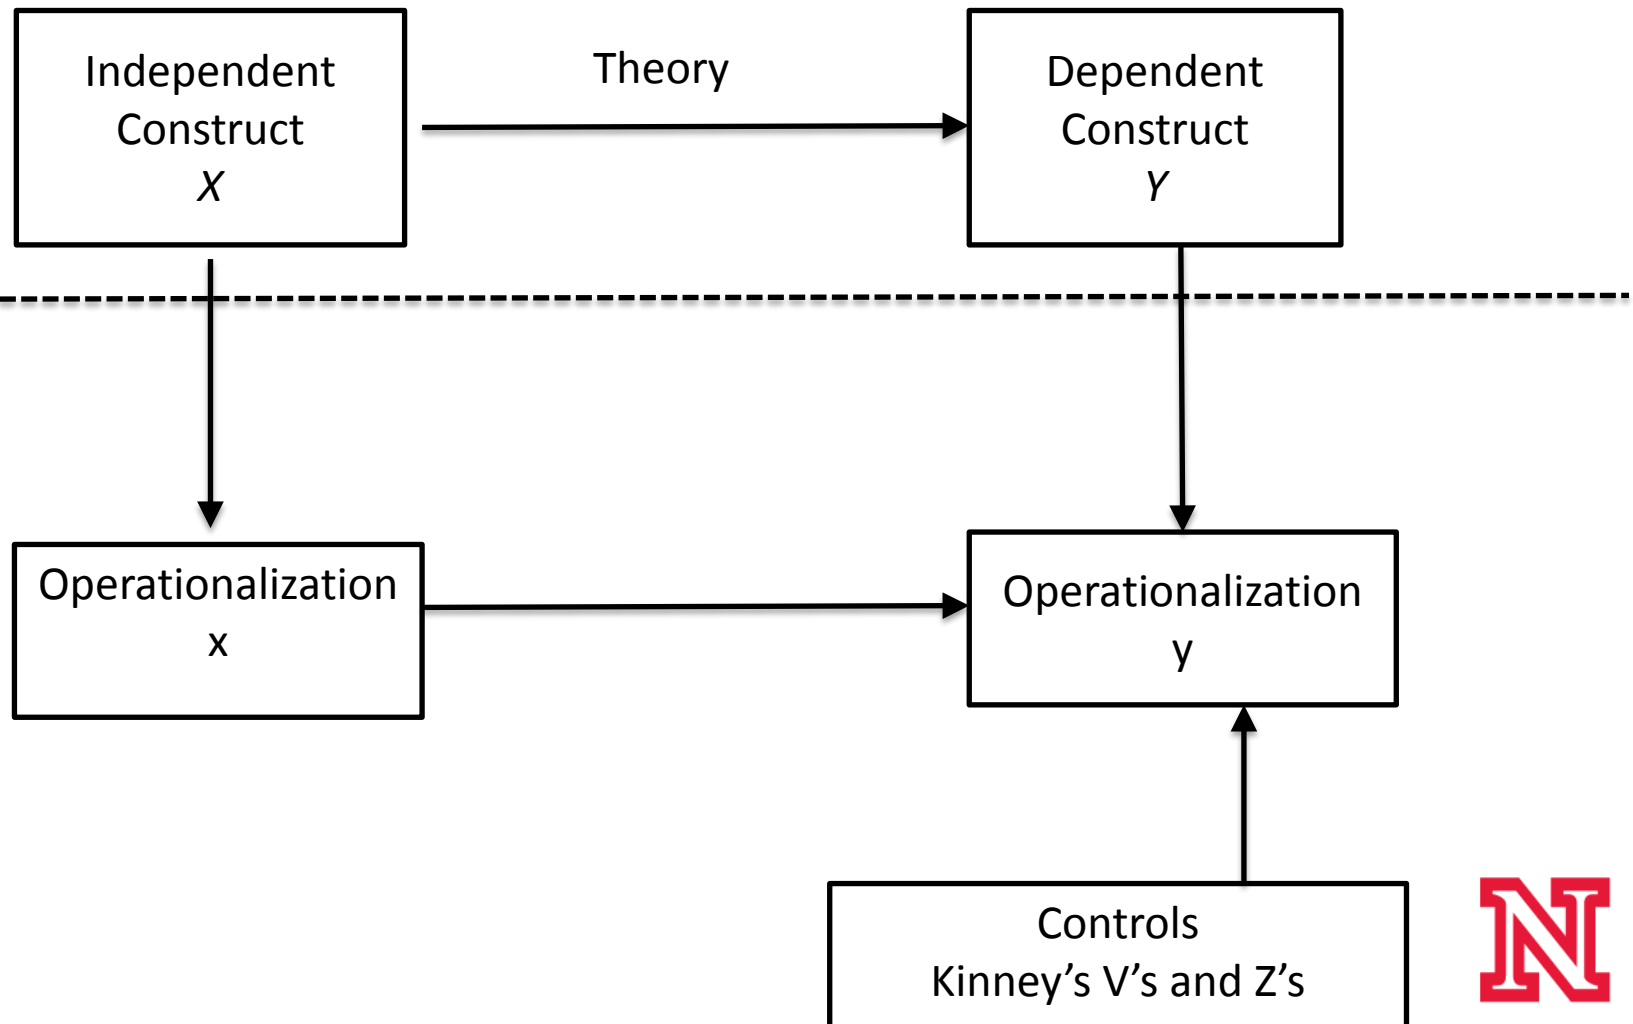 Independent
Construct
X
Theory
Dependent
Construct
Y
Operationalization
x
Operationalization
y
Controls
Kinney’s V’s and Z’s
N